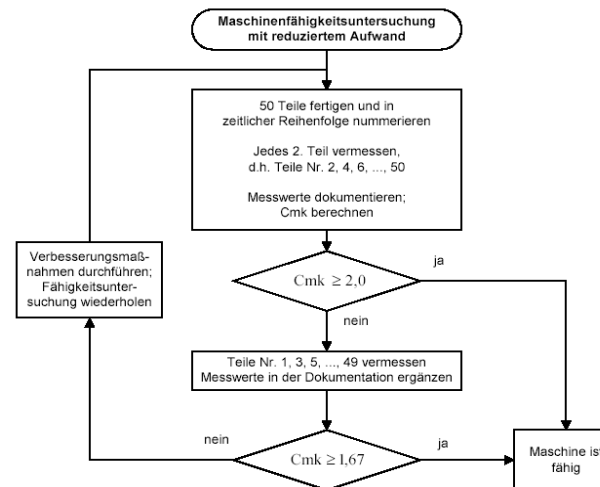 Maschinenfähigkeitsuntersuchung
mit reduziertem Aufwand
50 Teile fertigen und in
zeitlicher Reihenfolge nummerieren
Jedes 2. Teil vermessen,
d.h. Teile Nr. 2, 4, 6, ..., 50
Messwerte dokumentieren;
Cmk berechnen
Verbesserungsmaß-
nahmen durchführen;
Fähigkeitsunter-
suchung wiederholen
Cmk ≥ 2,0
ja
nein
Teile Nr. 1, 3, 5, ..., 49 vermessen
Messwerte in der Dokumentation ergänzen
nein
Cmk ≥ 1,67
ja
Maschine ist
fähig